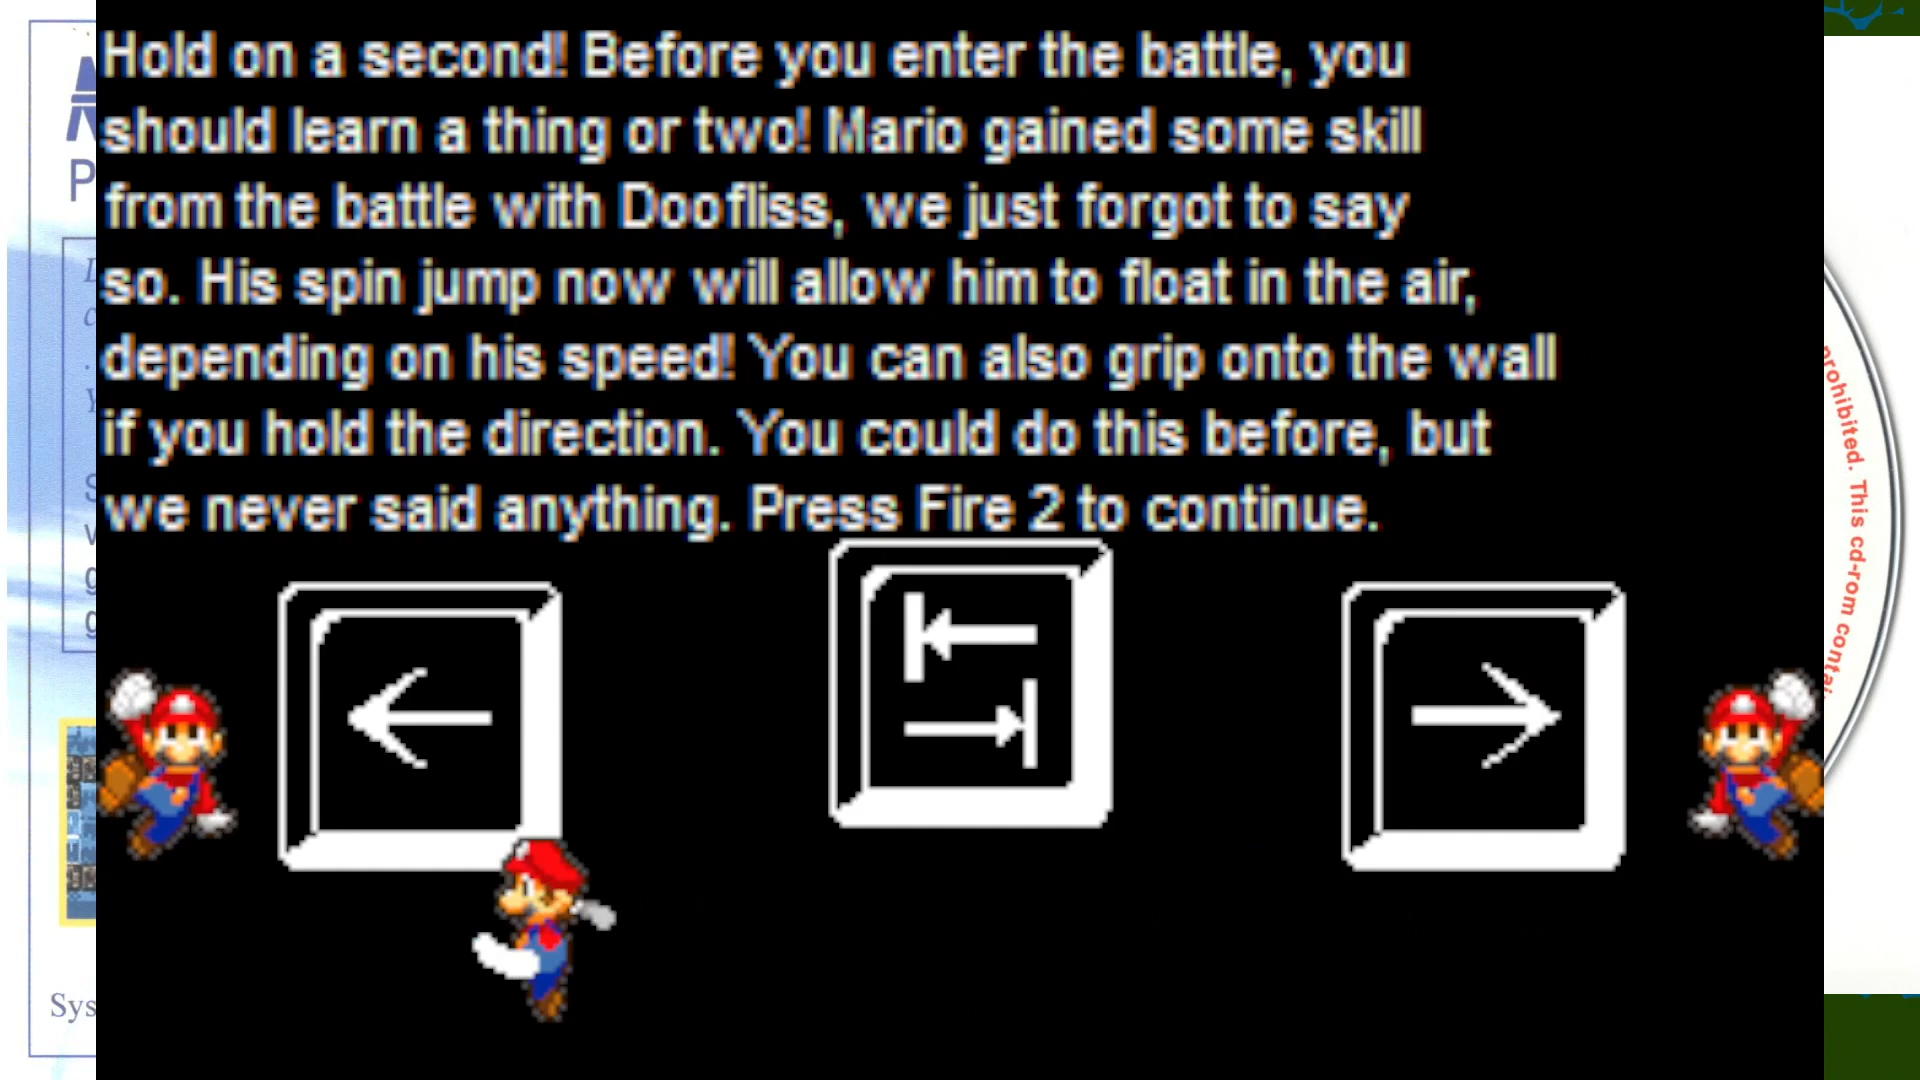 Hold on a second! Before you enter the battle, you
should learn a thing or two! Mario gained some skill
from the battle with Doofliss, we just forgot to say
so. His spin jump now will allow him to float in the air,
depending on his speed! You can also grip onto the wall
if you hold the direction. You could do this before, but
we never said anything. Press Fire 2 to continue.
prohibited. This cd-rom
Sys